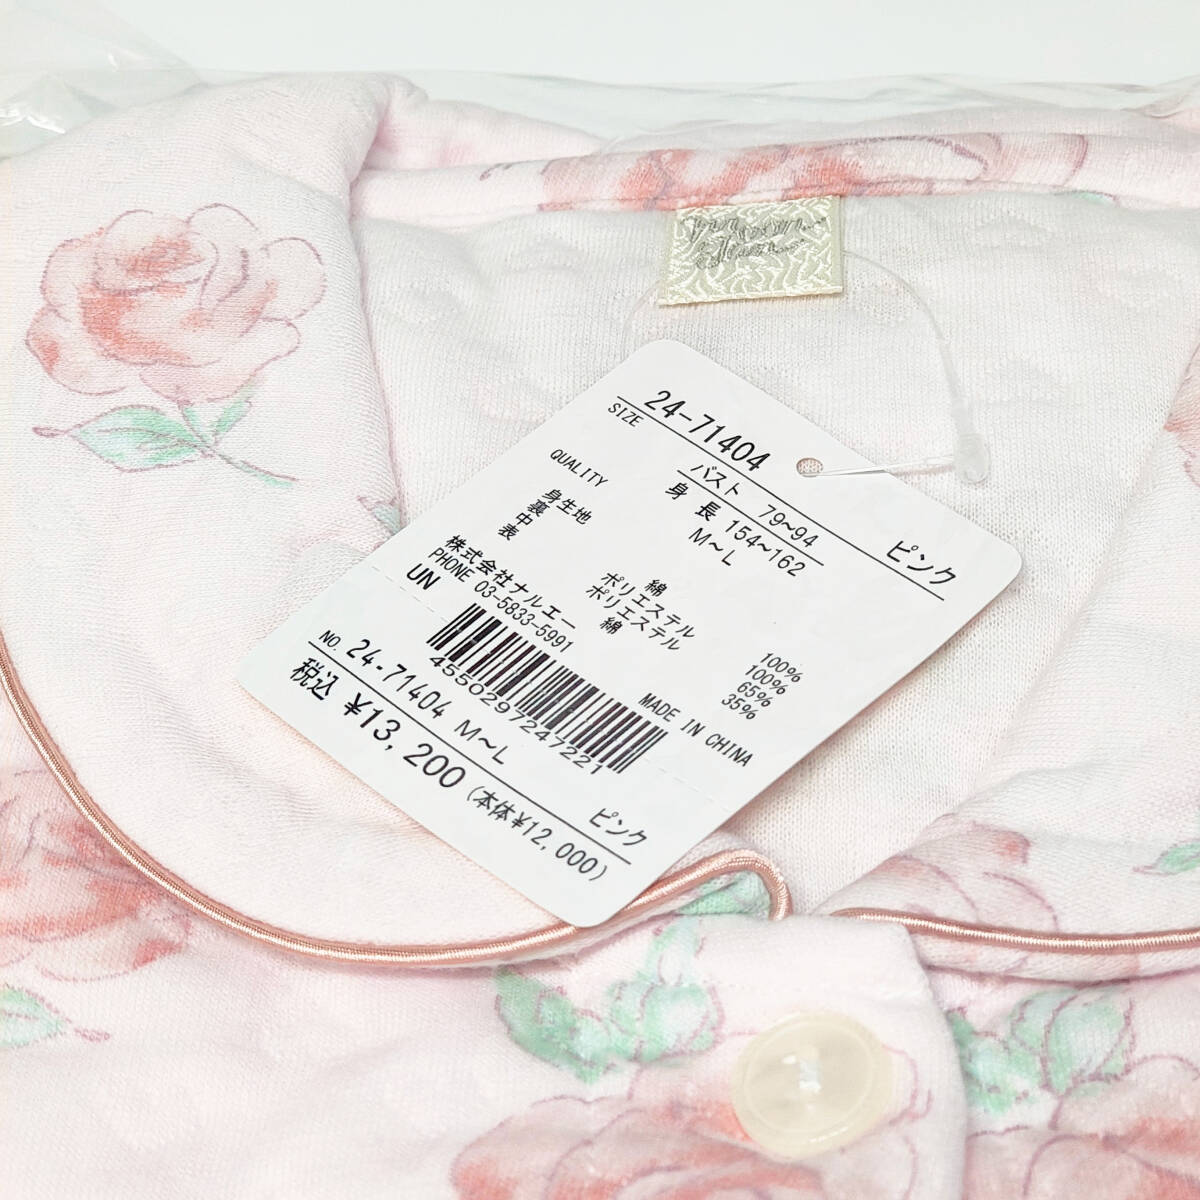 moon
24-71404
ピンク
SIZE
バスト 79~94
身長 154~162
M~L
QUALITY
身生地
裏
中
表
綿
ポリエステル
ポリエステル
綿
100%
100%
65%
35%
株式会社ナルエー
PHONE 03-5833-5991
UN
MADE IN CHINA
4550297247221
NO. 24-71404 M~L
ピンク
税込 ¥13,200 (本体¥12,000)